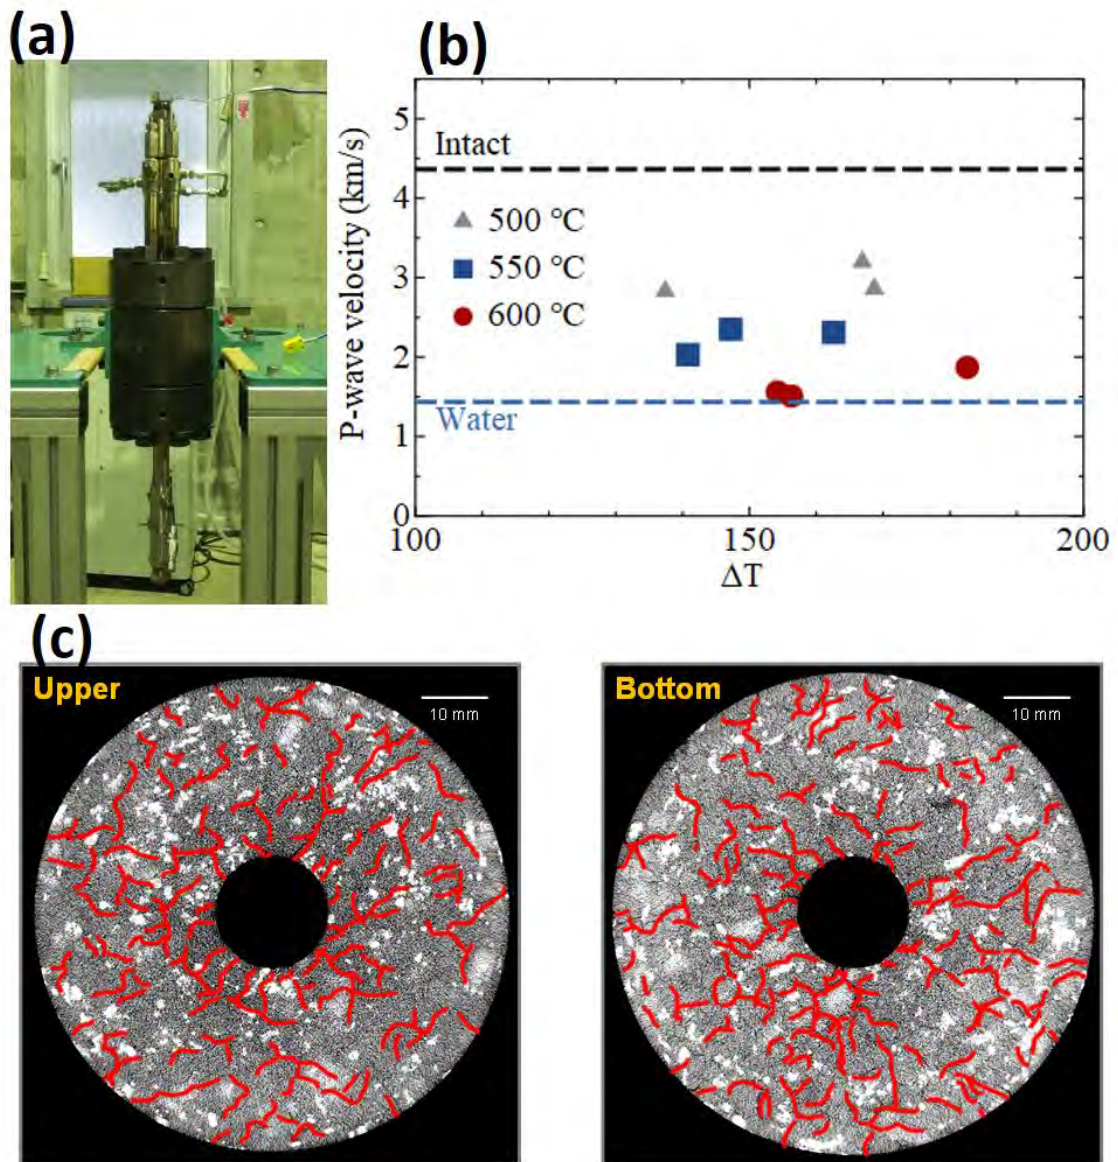 (a)
(b)
P-wave velocity (km/s)
5
4
3
2
1
0
Intact
500 °C
550 °C
600 °C
Water
100
150
200
ΔT
(c)
Upper
10 mm
Bottom
10 mm